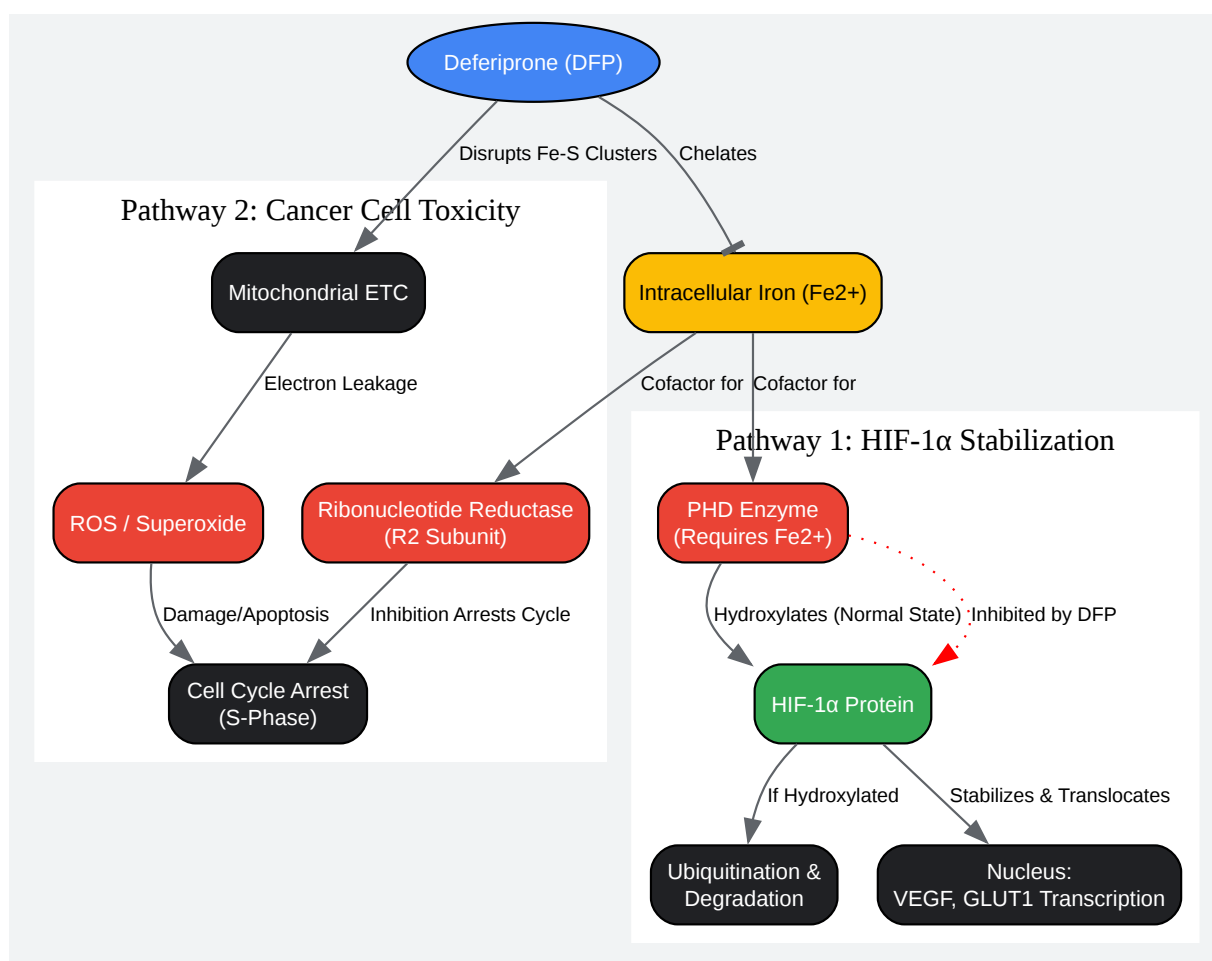 Deferiprone (DFP)
Disrupts Fe-S Clusters
Chelates
Pathway 2: Cancer Cell Toxicity
Mitochondrial ETC
Intracellular Iron (Fe2+)
Electron Leakage
Cofactor for
Cofactor for
Pathway 1: HIF-1α Stabilization
ROS / Superoxide
Ribonucleotide Reductase
(R2 Subunit)
PHD Enzyme
(Requires Fe2+)
Damage/Apoptosis
Inhibition Arrests Cycle
Hydroxylates (Normal State)
Inhibited by DFP
Cell Cycle Arrest
(S-Phase)
HIF-1α Protein
If Hydroxylated
Stabilizes & Translocates
Ubiquitination &
Degradation
Nucleus:
VEGF, GLUT1 Transcription